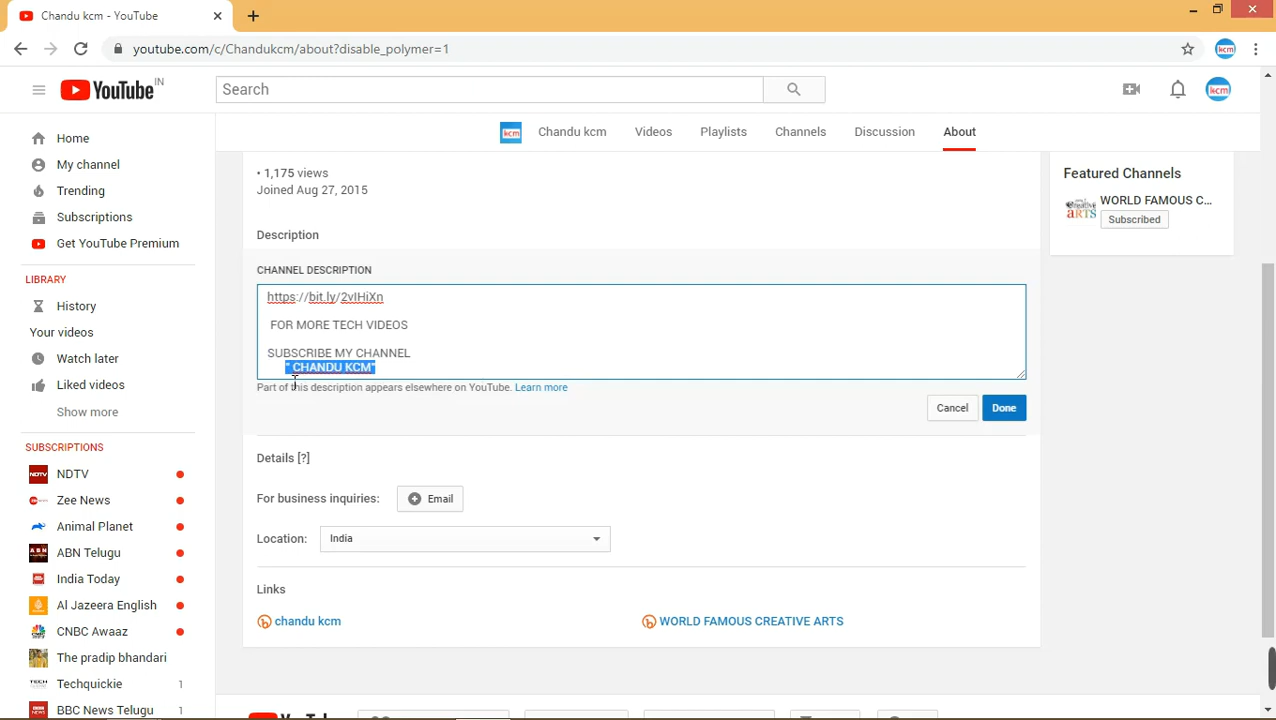 Chandu kcm - YouTube
youtube.com/c/Chandukcm/about?disable_polymer=1
kcm
YouTube IN
Search
kcm
kcm
Chandu kcm
Videos
Playlists
Channels
Discussion
About
Home
My channel
Trending
Subscriptions
Get YouTube Premium
LIBRARY
History
Your videos
Watch later
Liked videos
Show more
SUBSCRIPTIONS
NDTV
Zee News
Animal Planet
ABN Telugu
India Today
Al Jazeera English
CNBC Awaaz
The pradip bhandari
Techquickie 1
BBC News Telugu 1
• 1,175 views
Joined Aug 27, 2015
Description
CHANNEL DESCRIPTION
https://bit.ly/2vIHiXn
FOR MORE TECH VIDEOS
SUBSCRIBE MY CHANNEL
" CHANDU KCM"
Part of this description appears elsewhere on YouTube. Learn more
Cancel
Done
Details [?]
For business inquiries:
Email
Location:
India
Links
chandu kcm
WORLD FAMOUS CREATIVE ARTS
Featured Channels
WORLD FAMOUS C...
Subscribed